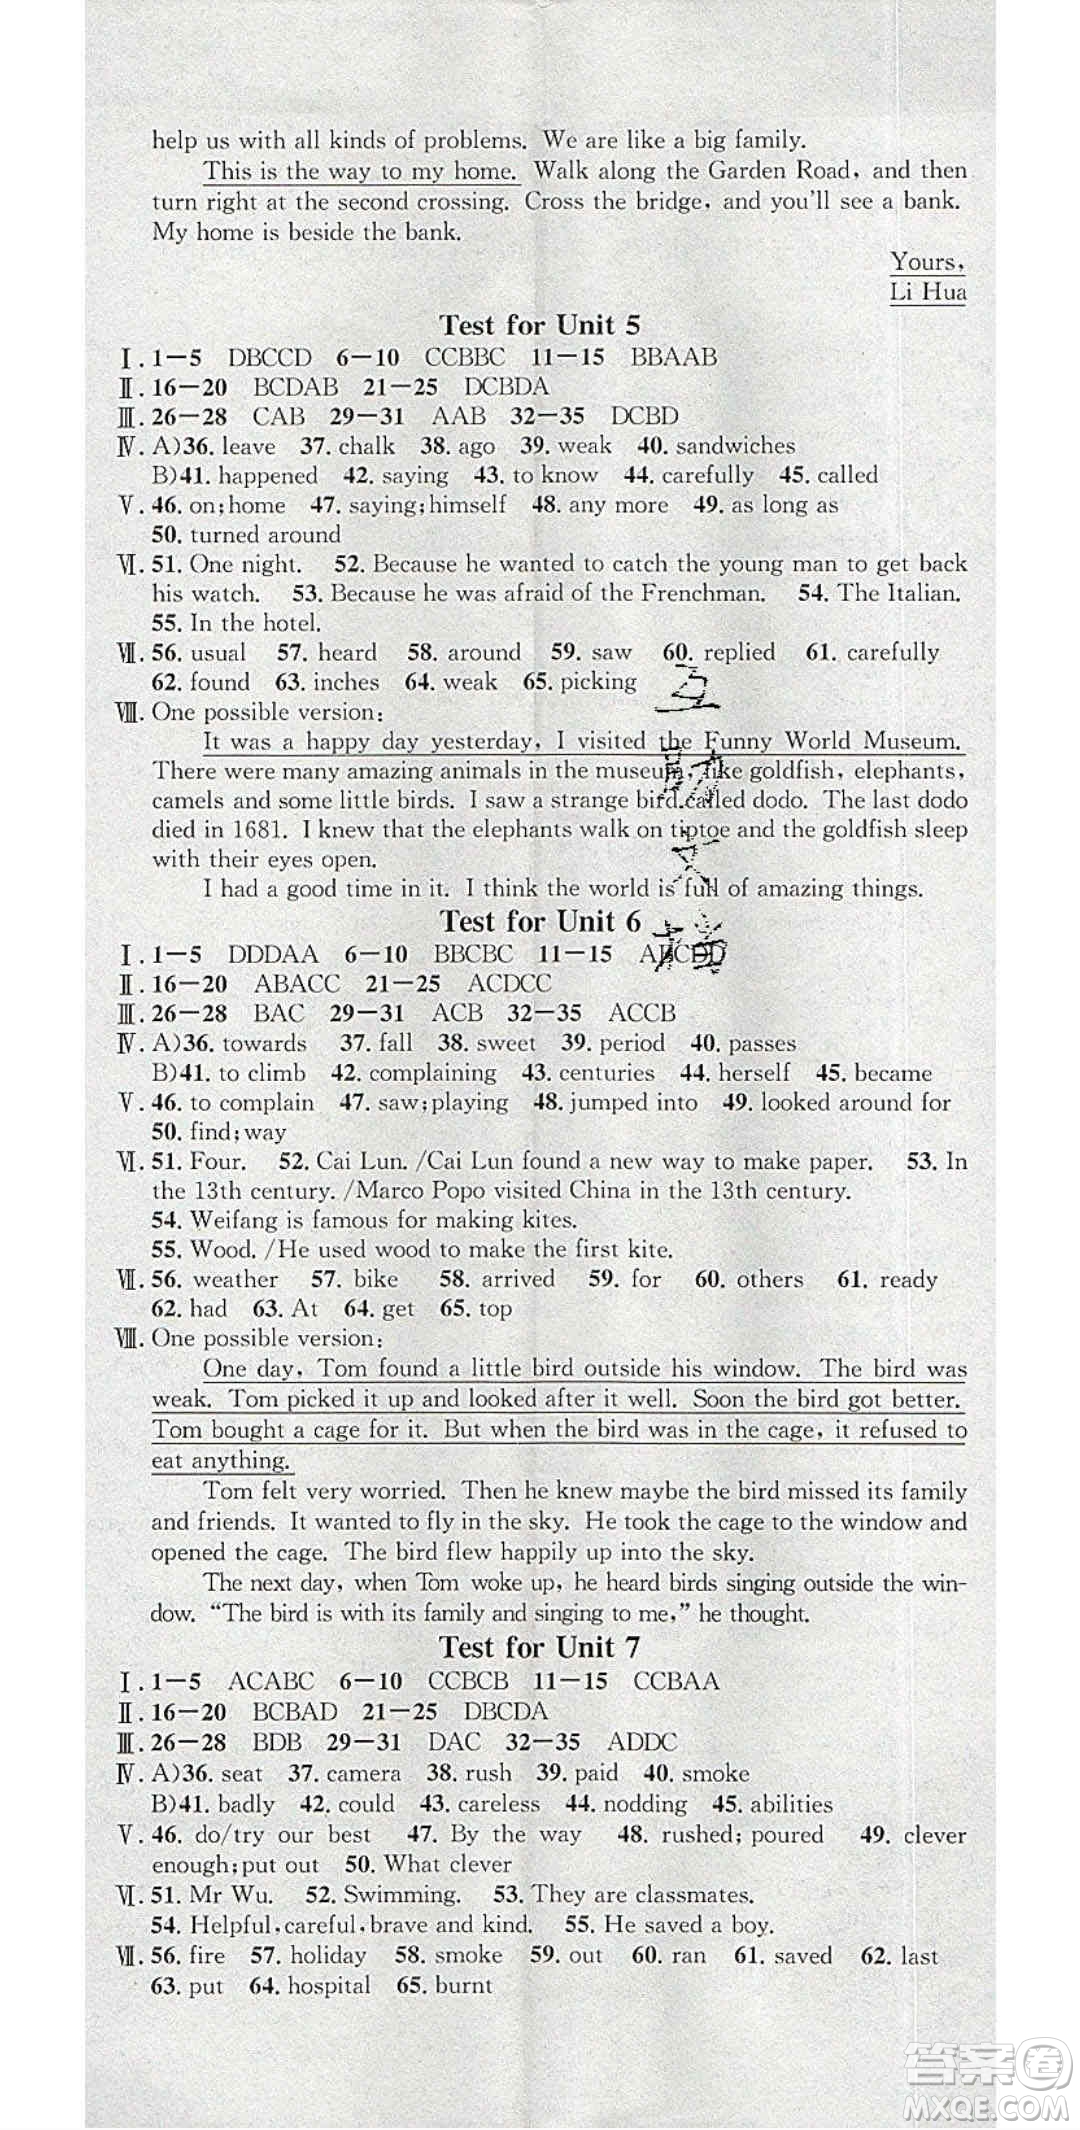 help us with all kinds of problems. We are like a big family.
This is the way to my home. Walk along the Garden Road, and then
turn right at the second crossing. Cross the bridge, and you'll see a bank.
My home is beside the bank.
Yours,
Li Hua
Test for Unit 5
Ⅰ. 1—5 DBCCD 6—10 CCBBC 11—15 BBAAB
Ⅱ. 16—20 BCDAB 21—25 DCBDA
Ⅲ. 26—28 CAB 29—31 AAB 32—35 DCBD
Ⅳ. A)36. leave 37. chalk 38. ago 39. weak 40. sandwiches
B)41. happened 42. saying 43. to know 44. carefully 45. called
Ⅴ. 46. on;home 47. saying;himself 48. any more 49. as long as
50. turned around
Ⅵ. 51. One night. 52. Because he wanted to catch the young man to get back
his watch. 53. Because he was afraid of the Frenchman. 54. The Italian.
55. In the hotel.
Ⅶ. 56. usual 57. heard 58. around 59. saw 60. replied 61. carefully
62. found 63. inches 64. weak 65. picking
Ⅷ. One possible version:
It was a happy day yesterday, I visited the Funny World Museum.
There were many amazing animals in the museum, like goldfish, elephants,
camels and some little birds. I saw a strange bird called dodo. The last dodo
died in 1681. I knew that the elephants walk on tiptoe and the goldfish sleep
with their eyes open.
I had a good time in it. I think the world is full of amazing things.
Test for Unit 6
Ⅰ. 1—5 DDDAA 6—10 BBCBC 11—15
Ⅱ. 16—20 ABACC 21—25 ACDCC
Ⅲ. 26—28 BAC 29—31 ACB 32—35 ACCB
Ⅳ. A)36. towards 37. fall 38. sweet 39. period 40. passes
B)41. to climb 42. complaining 43. centuries 44. herself 45. became
Ⅴ. 46. to complain 47. saw;playing 48. jumped into 49. looked around for
50. find;way
Ⅵ. 51. Four. 52. Cai Lun. /Cai Lun found a new way to make paper. 53. In
the 13th century. /Marco Popo visited China in the 13th century.
54. Weifang is famous for making kites.
55. Wood. /He used wood to make the first kite.
Ⅶ. 56. weather 57. bike 58. arrived 59. for 60. others 61. ready
62. had 63. At 64. get 65. top
Ⅷ. One possible version:
One day, Tom found a little bird outside his window. The bird was
weak. Tom picked it up and looked after it well. Soon the bird got better.
Tom bought a cage for it. But when the bird was in the cage, it refused to
eat anything.
Tom felt very worried. Then he knew maybe the bird missed its family
and friends. It wanted to fly in the sky. He took the cage to the window and
opened the cage. The bird flew happily up into the sky.
The next day, when Tom woke up, he heard birds singing outside the win-
dow. “The bird is with its family and singing to me,” he thought.
Test for Unit 7
Ⅰ. 1—5 ACABC 6—10 CCBCB 11—15 CCBAA
Ⅱ. 16—20 BCBAD 21—25 DBCDA
Ⅲ. 26—28 BDB 29—31 DAC 32—35 ADDC
Ⅳ. A)36. seat 37. camera 38. rush 39. paid 40. smoke
B)41. badly 42. could 43. careless 44. nodding 45. abilities
Ⅴ. 46. do/try our best 47. By the way 48. rushed; poured 49. clever
enough;put out 50. What clever
Ⅵ. 51. Mr Wu. 52. Swimming. 53. They are classmates.
54. Helpful,careful,brave and kind. 55. He saved a boy.
Ⅶ. 56. fire 57. holiday 58. smoke 59. out 60. ran 61. saved 62. last
63. put 64. hospital 65. burnt
答案圈
MXQE.COM